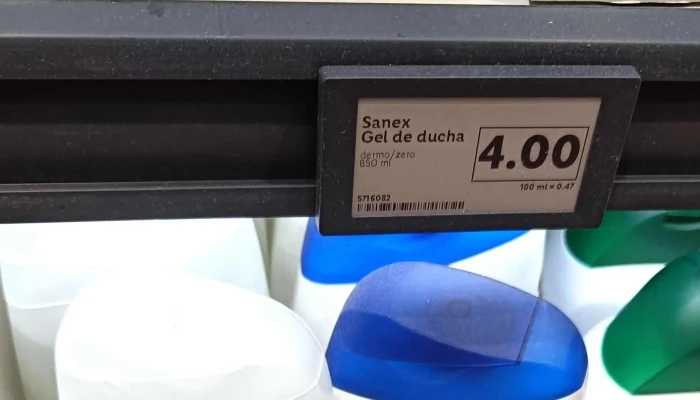 Sanex
Gel de ducha
dermo/zero
850 ml
4.00
100 ml = 0.47
5716082